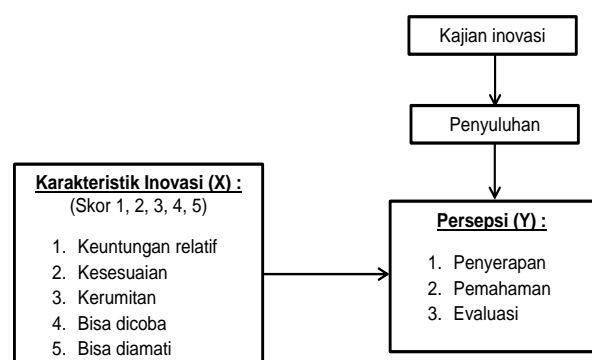 Kajian inovasi
Penyuluhan
Karakteristik Inovasi (X) :
(Skor 1, 2, 3, 4, 5)
1. Keuntungan relatif
2. Kesesuaian
3. Kerumitan
4. Bisa dicoba
5. Bisa diamati
Persepsi (Y) :
1. Penyerapan
2. Pemahaman
3. Evaluasi